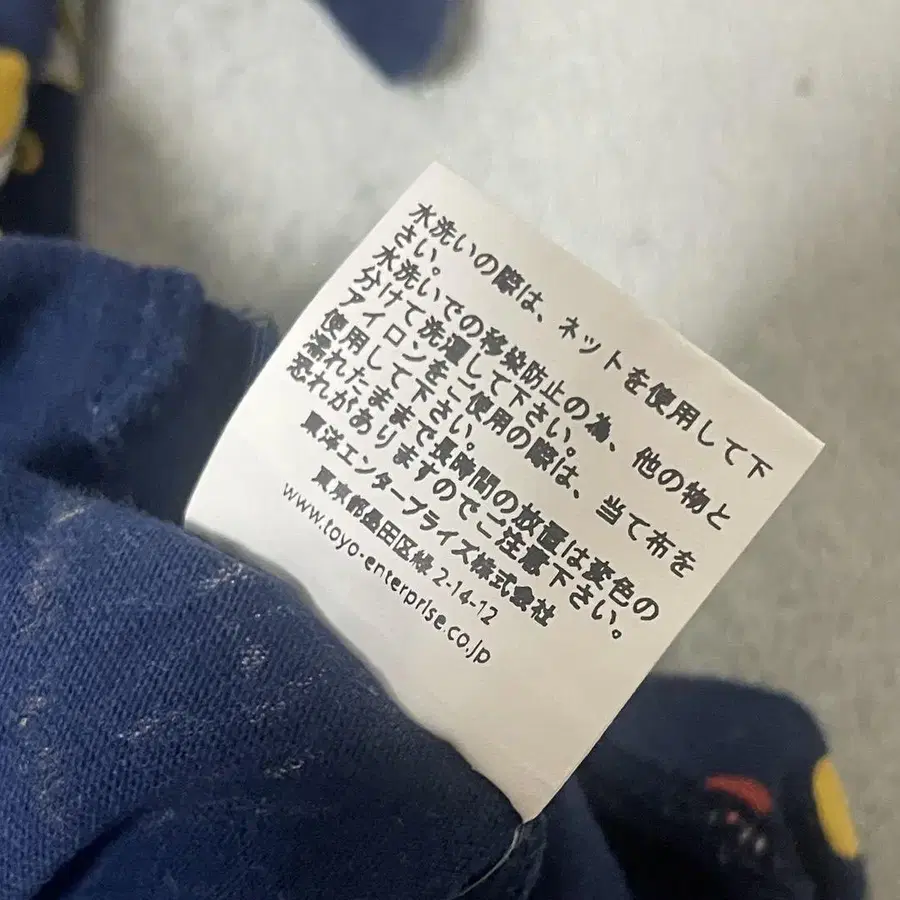 水洗いの際は、ネットを使用して下
さい。
水洗いでの移染防止の為、他の物と
分けて洗濯して下さい。
アイロンをご使用の際は、当て布を
使用して下さい。
濡れたままで長時間の放置は変色の
恐れがありますのでご注意下さい。
東洋エンタープライズ株式会社
東京都墨田区緑 2-14-12
www.toyo-enterprise.co.jp